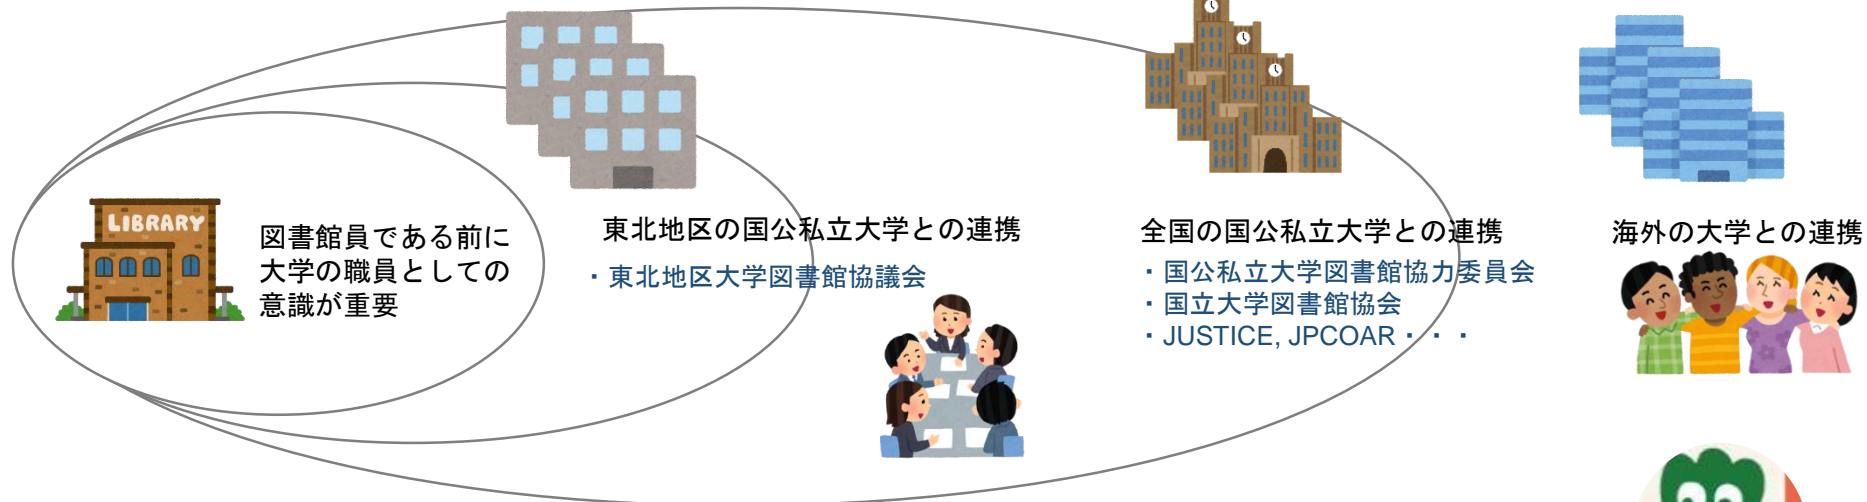 LIBRARY
図書館員である前に
大学の職員としての
意識が重要
東北地区の国公私立大学との連携
・東北地区大学図書館協議会
全国の国公私立大学との連携
・国公私立大学図書館協力委員会
・国立大学図書館協会
・JUSTICE, JPCOAR・・・
海外の大学との連携